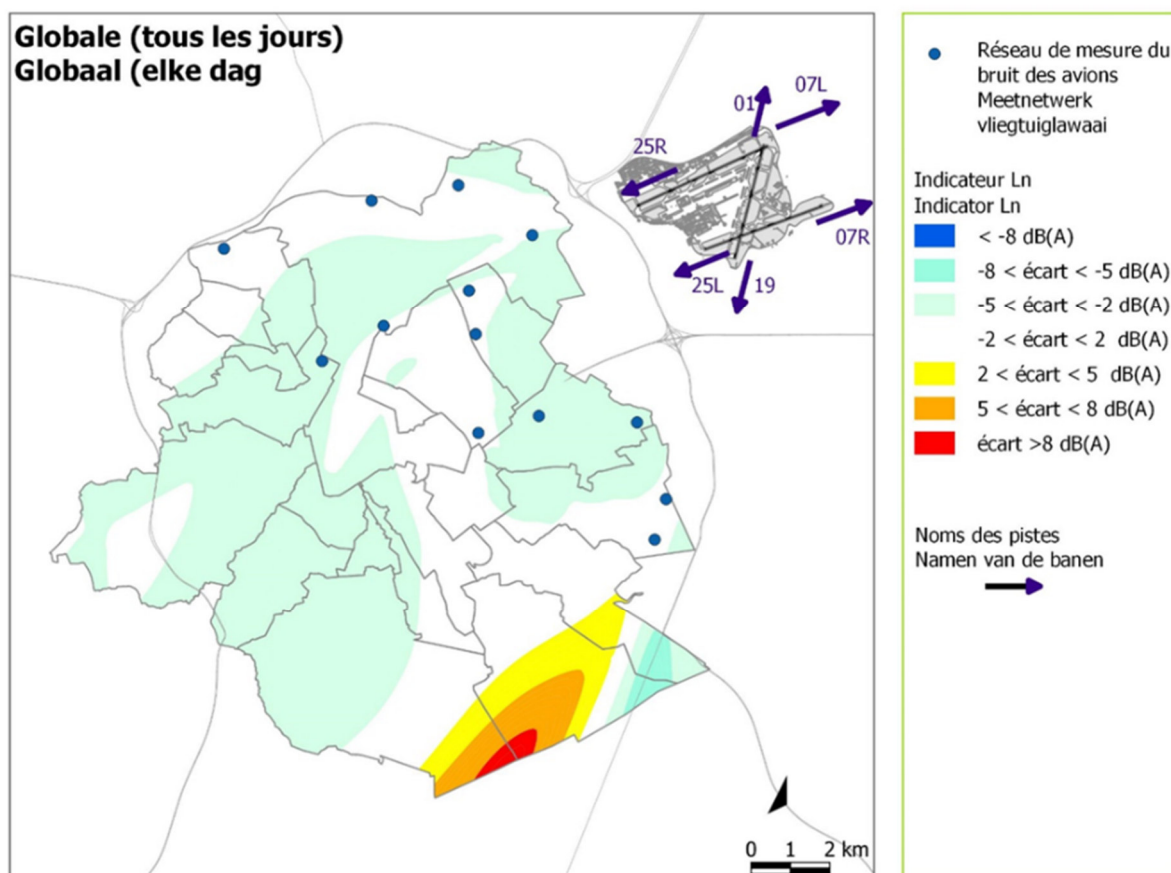 Globale (tous les jours)
Globaal (elke dag
01
07L
25R
07R
25L
19
0 1 2 km
Réseau de mesure du
bruit des avions
Meetnetwerk
vliegtuiglawaai
Indicateur Ln
Indicator Ln
< -8 dB(A)
-8 < écart < -5 dB(A)
-5 < écart < -2 dB(A)
-2 < écart < 2 dB(A)
2 < écart < 5 dB(A)
5 < écart < 8 dB(A)
écart >8 dB(A)
Noms des pistes
Namen van de banen